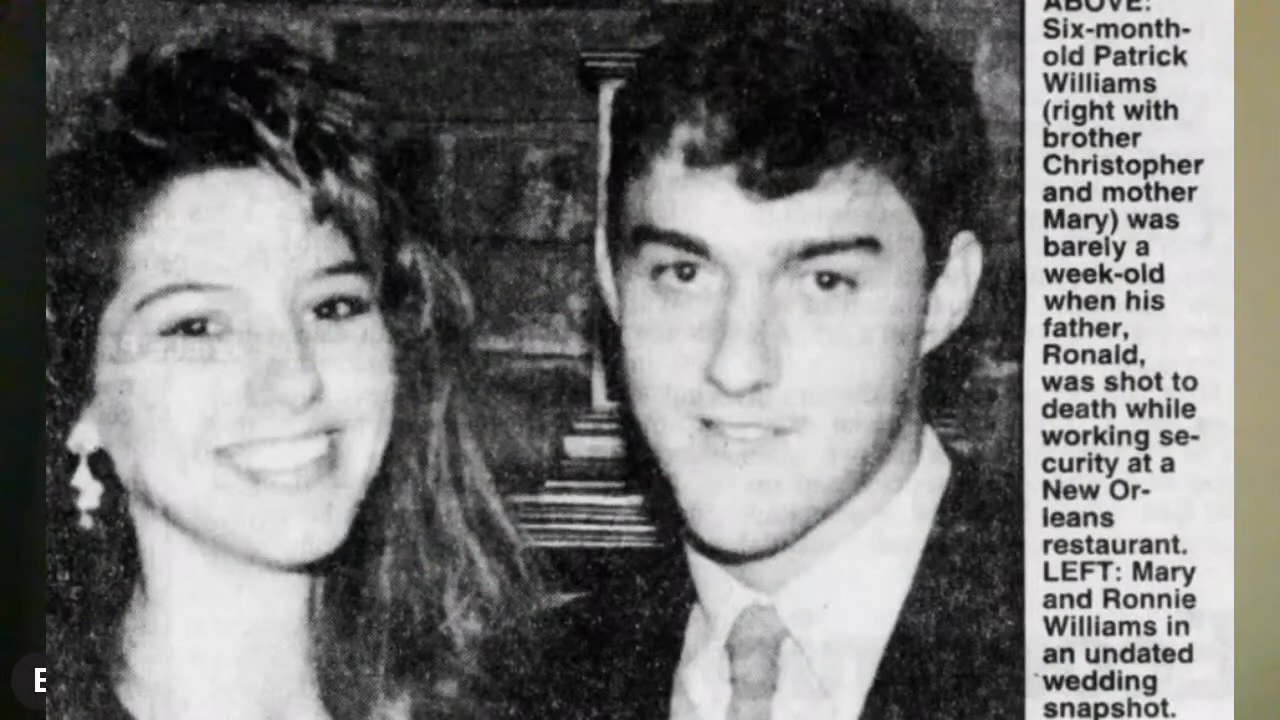 ABOVE:
Six-month-
old Patrick
Williams
(right with
brother
Christopher
and mother
Mary) was
barely a
week-old
when his
father,
Ronald,
was shot to
death while
working se-
curity at a
New Or-
leans
restaurant.
LEFT: Mary
and Ronnie
Williams in
an undated
wedding
snapshot.
E